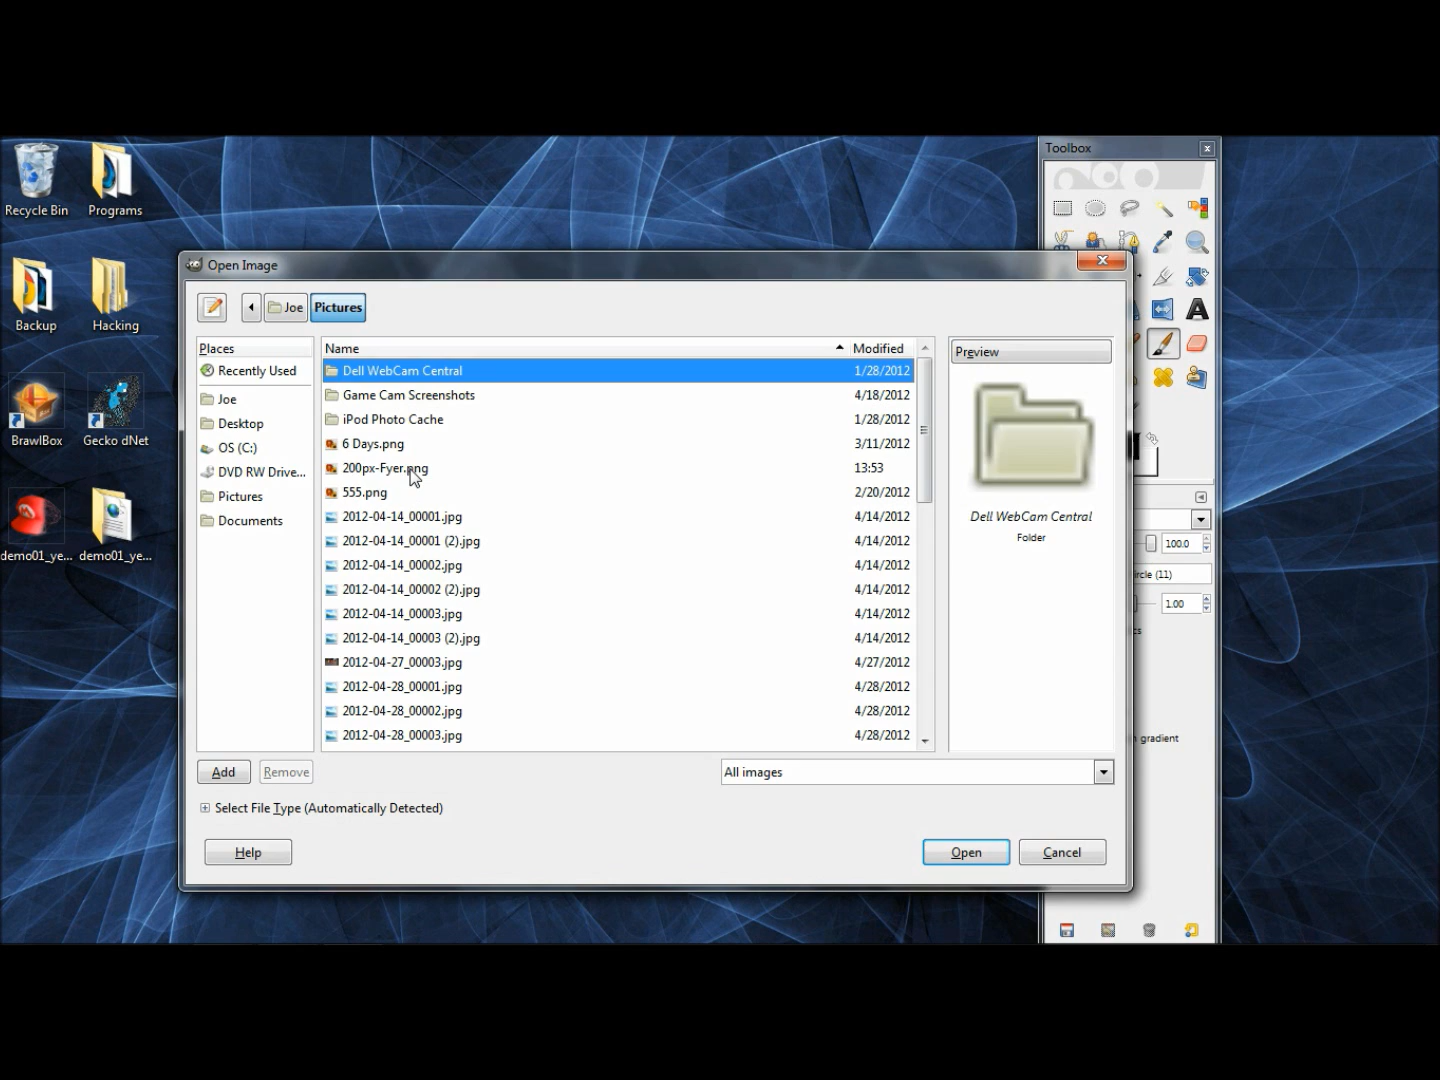 Toolbox
Recycle Bin
Programs
Open Image
Joe
Pictures
Backup
Hacking
Places
Name
Modified
Preview
Recently Used
Dell WebCam Central
1/28/2012
Joe
Game Cam Screenshots
4/18/2012
Desktop
iPod Photo Cache
1/28/2012
BrawlBox
Gecko dNet
OS (C:)
6 Days.png
3/11/2012
DVD RW Drive...
200px-Fyer.png
13:53
Pictures
555.png
2/20/2012
Documents
2012-04-14_00001.jpg
4/14/2012
Dell WebCam Central
Folder
2012-04-14_00001 (2).jpg
4/14/2012
100.0
demo01_ye...
demo01_ye...
2012-04-14_00002.jpg
4/14/2012
ircle (11)
2012-04-14_00002 (2).jpg
4/14/2012
1.00
2012-04-14_00003.jpg
4/14/2012
cs
2012-04-14_00003 (2).jpg
4/14/2012
2012-04-27_00003.jpg
4/27/2012
2012-04-28_00001.jpg
4/28/2012
2012-04-28_00002.jpg
4/28/2012
2012-04-28_00003.jpg
4/28/2012
gradient
Add
Remove
All images
Select File Type (Automatically Detected)
Help
Open
Cancel